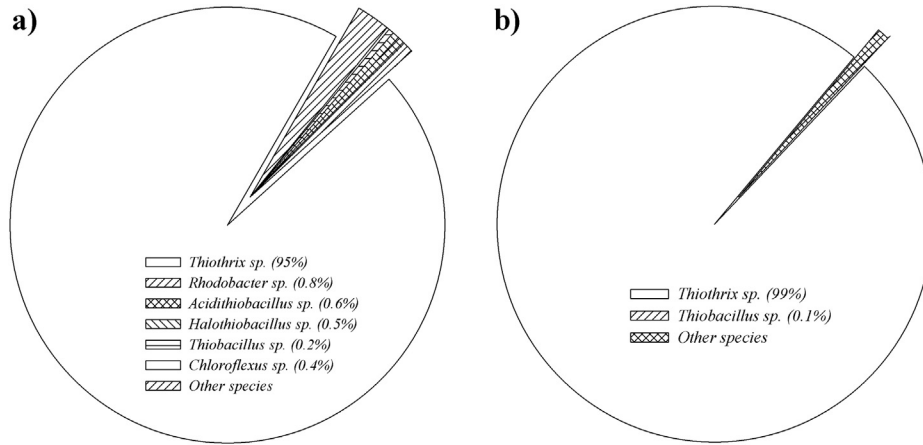 a)
Thiothrix sp. (95%)
Rhodobacter sp. (0.8%)
Acidithiobacillus sp. (0.6%)
Halothiobacillus sp. (0.5%)
Thiobacillus sp. (0.2%)
Chloroflexus sp. (0.4%)
Other species
b)
Thiothrix sp. (99%)
Thiobacillus sp. (0.1%)
Other species